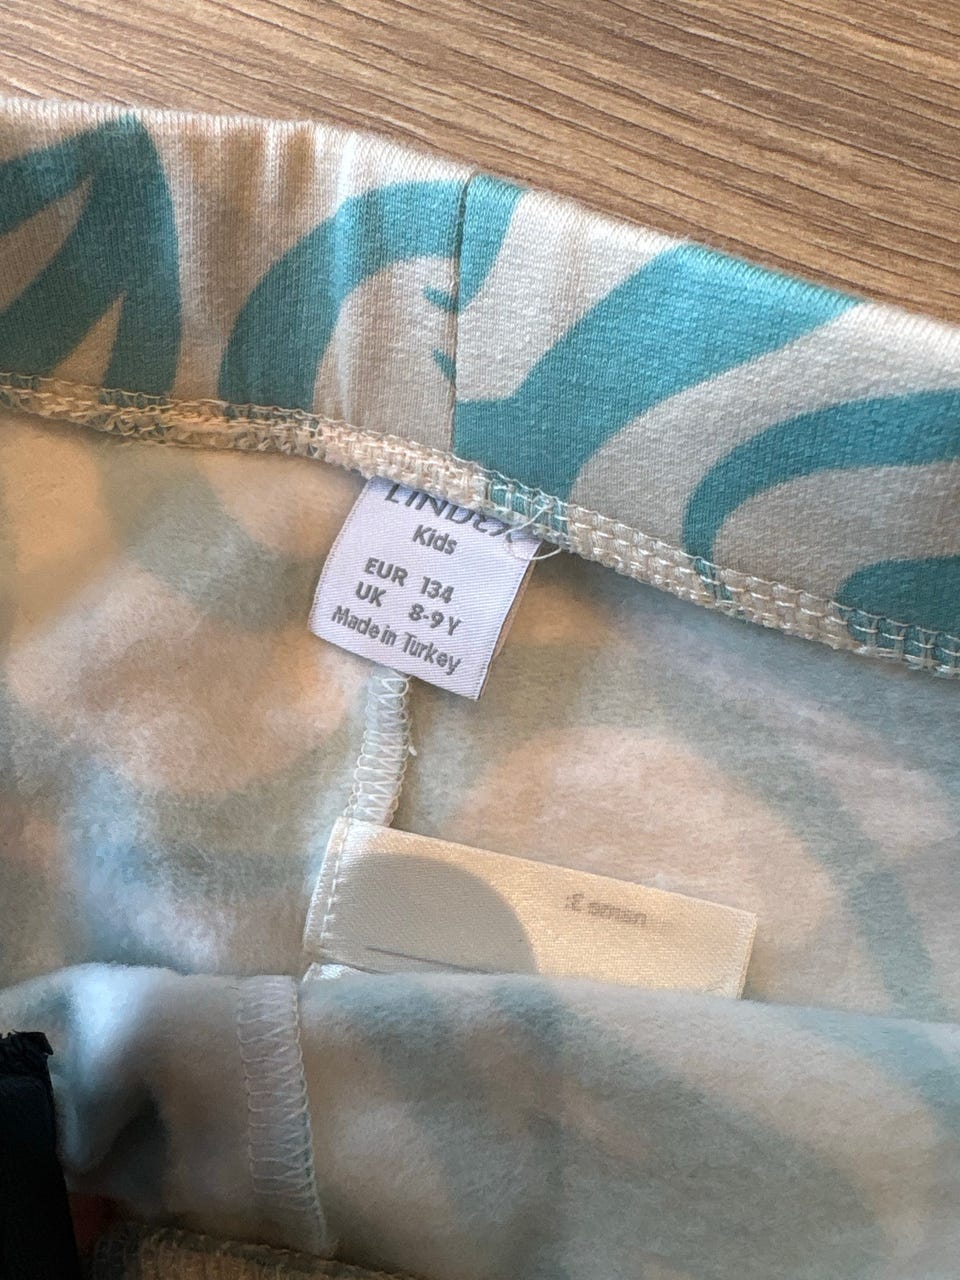 LINDEX
Kids
EUR 134
UK 8-9 Y
Made in Turkey